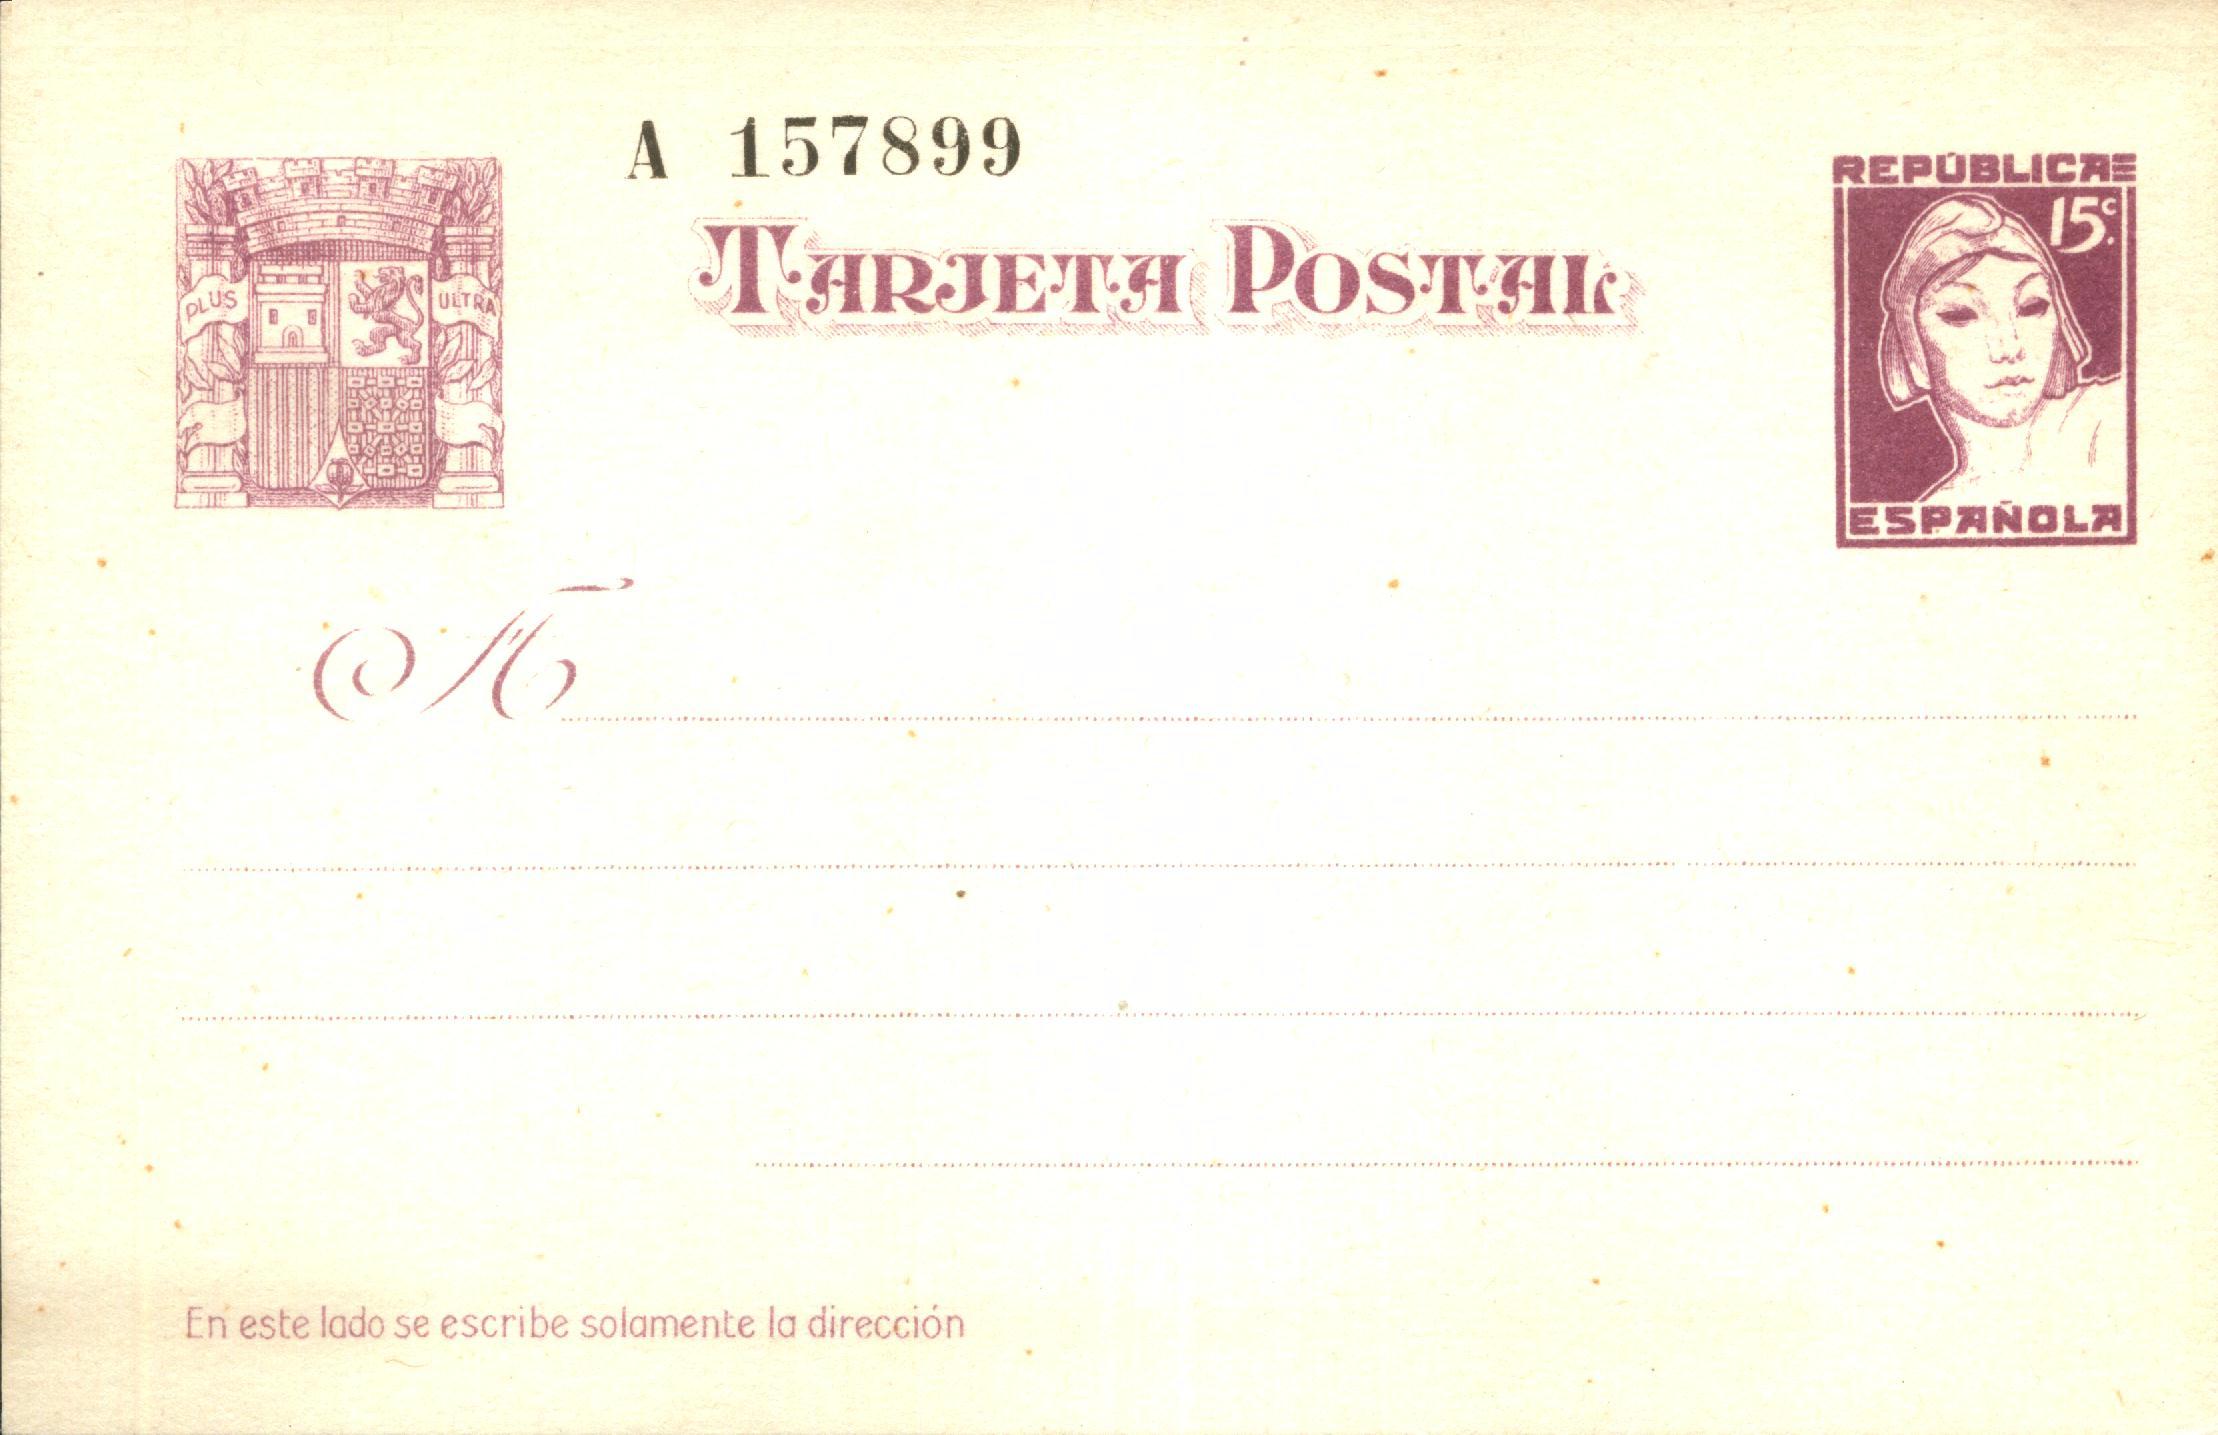 A 157899
TARJETA POSTAL
PLUS ULTRA
REPÚBLICA
15c.
ESPAÑOLA
A
En este lado se escribe solamente la dirección